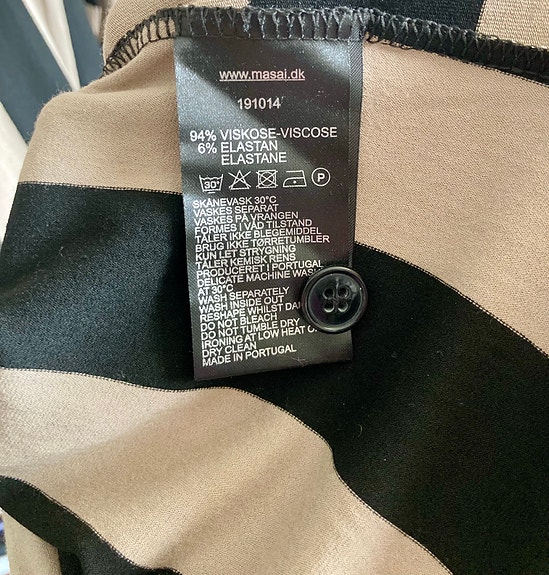 www.masai.dk
191014
94% VISKOSE-VISCOSE
6% ELASTAN
ELASTANE
30°
P
SKÅNEVASK 30°C
VASKES SEPARAT
VASKES PÅ VRANGEN
FORMES I VÅD TILSTAND
TÅLER IKKE BLEGEMIDDEL
BRUG IKKE TØRRETUMBLER
KUN LET STRYGNING
TÅLER KEMISK RENS
PRODUCERET I PORTUGAL
DELICATE MACHINE WASH
AT 30°C
WASH SEPARATELY
WASH INSIDE OUT
RESHAPE WHILST
DO NOT BLEACH
DO NOT TUMBLE DRY
IRONING AT LOW HEAT
DRY CLEAN
MADE IN PORTUGAL